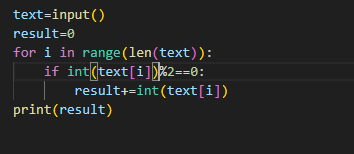 text=input()
result=0
for i in range(len(text)):
    if int(text[i])%2==0:
        result+=int(text[i])
print(result)